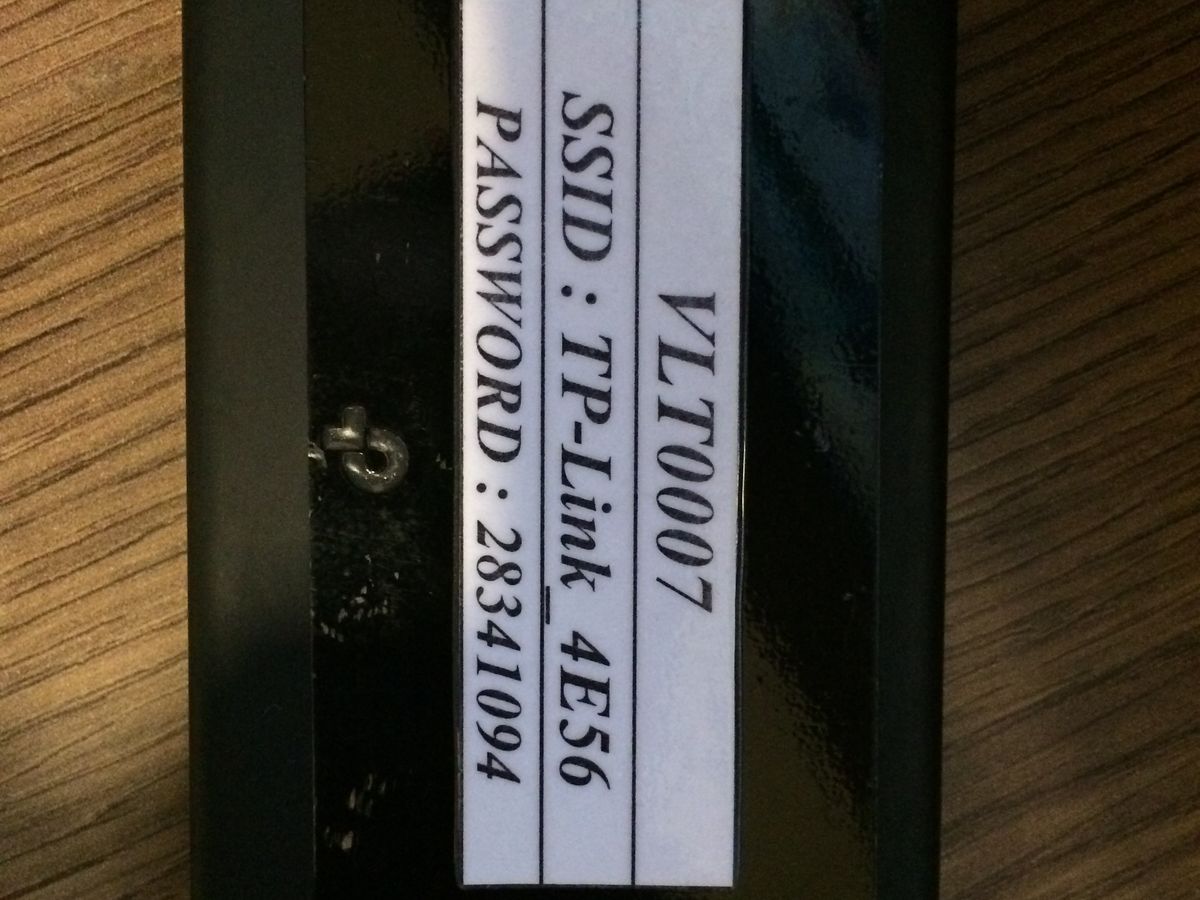 VLT0007
SSID : TP-Link_4E56
PASSWORD : 28341094